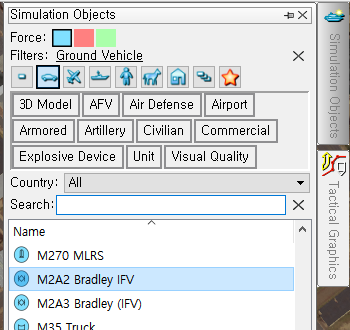 Simulation Objects
Force:
Filters: Ground Vehicle
3D Model AFV Air Defense Airport
Armored Artillery Civilian Commercial
Explosive Device Unit Visual Quality
Country: All
Search:
Name
M270 MLRS
M2A2 Bradley IFV
M2A3 Bradley (IFV)
M35 Truck
Simulation Objects
Tactical Graphics